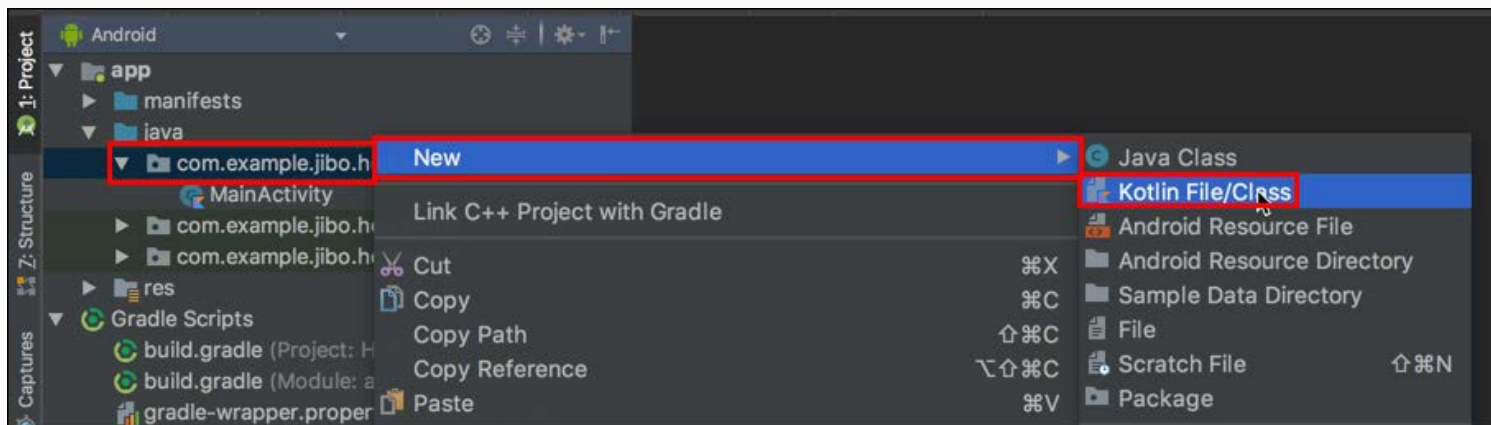 1: Project
7: Structure
Captures
Android
app
manifests
java
com.example.jibo.h
MainActivity
com.example.jibo.h
com.example.jibo.h
res
Gradle Scripts
build.gradle (Project: H
build.gradle (Module: a
gradle-wrapper.proper
New
Link C++ Project with Gradle
Cut ⌘X
Copy ⌘C
Copy Path ⇧⌘C
Copy Reference ⌥⇧⌘C
Paste ⌘V
Java Class
Kotlin File/Class
Android Resource File
Android Resource Directory
Sample Data Directory
File
Scratch File ⇧⌘N
Package